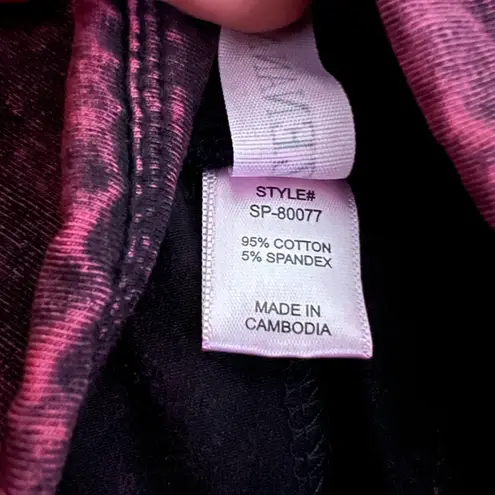 STYLE#
SP-80077
95% COTTON
5% SPANDEX
MADE IN
CAMBODIA